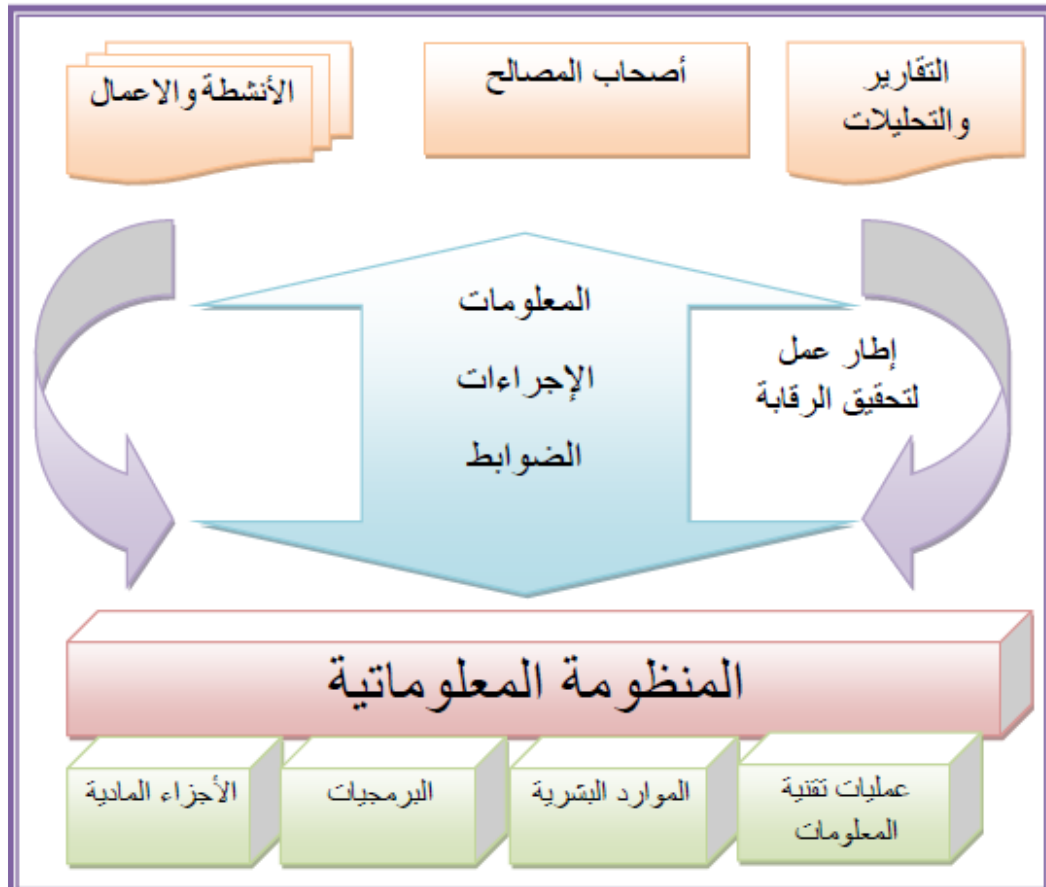 التقارير
والتحليلات
أصحاب المصالح
الأنشطة والاعمال
المعلومات
الإجراءات
الضوابط
إطار عمل
لتحقيق الرقابة
المنظومة المعلوماتية
عمليات تقنية
المعلومات
الموارد البشرية
البرمجيات
الأجزاء المادية